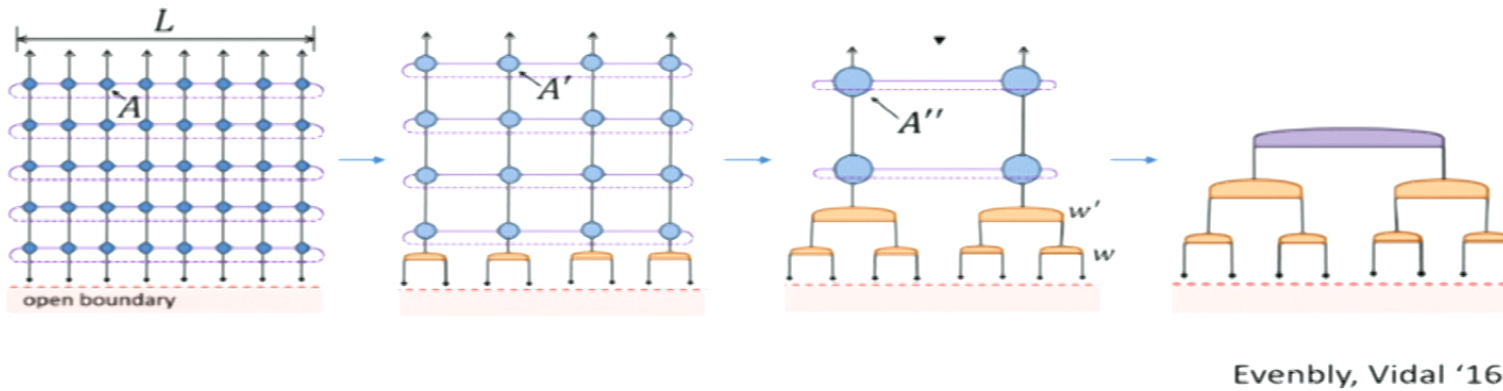 L
A
open boundary
A′
A′′
w′
w
Evenbly, Vidal ‘16